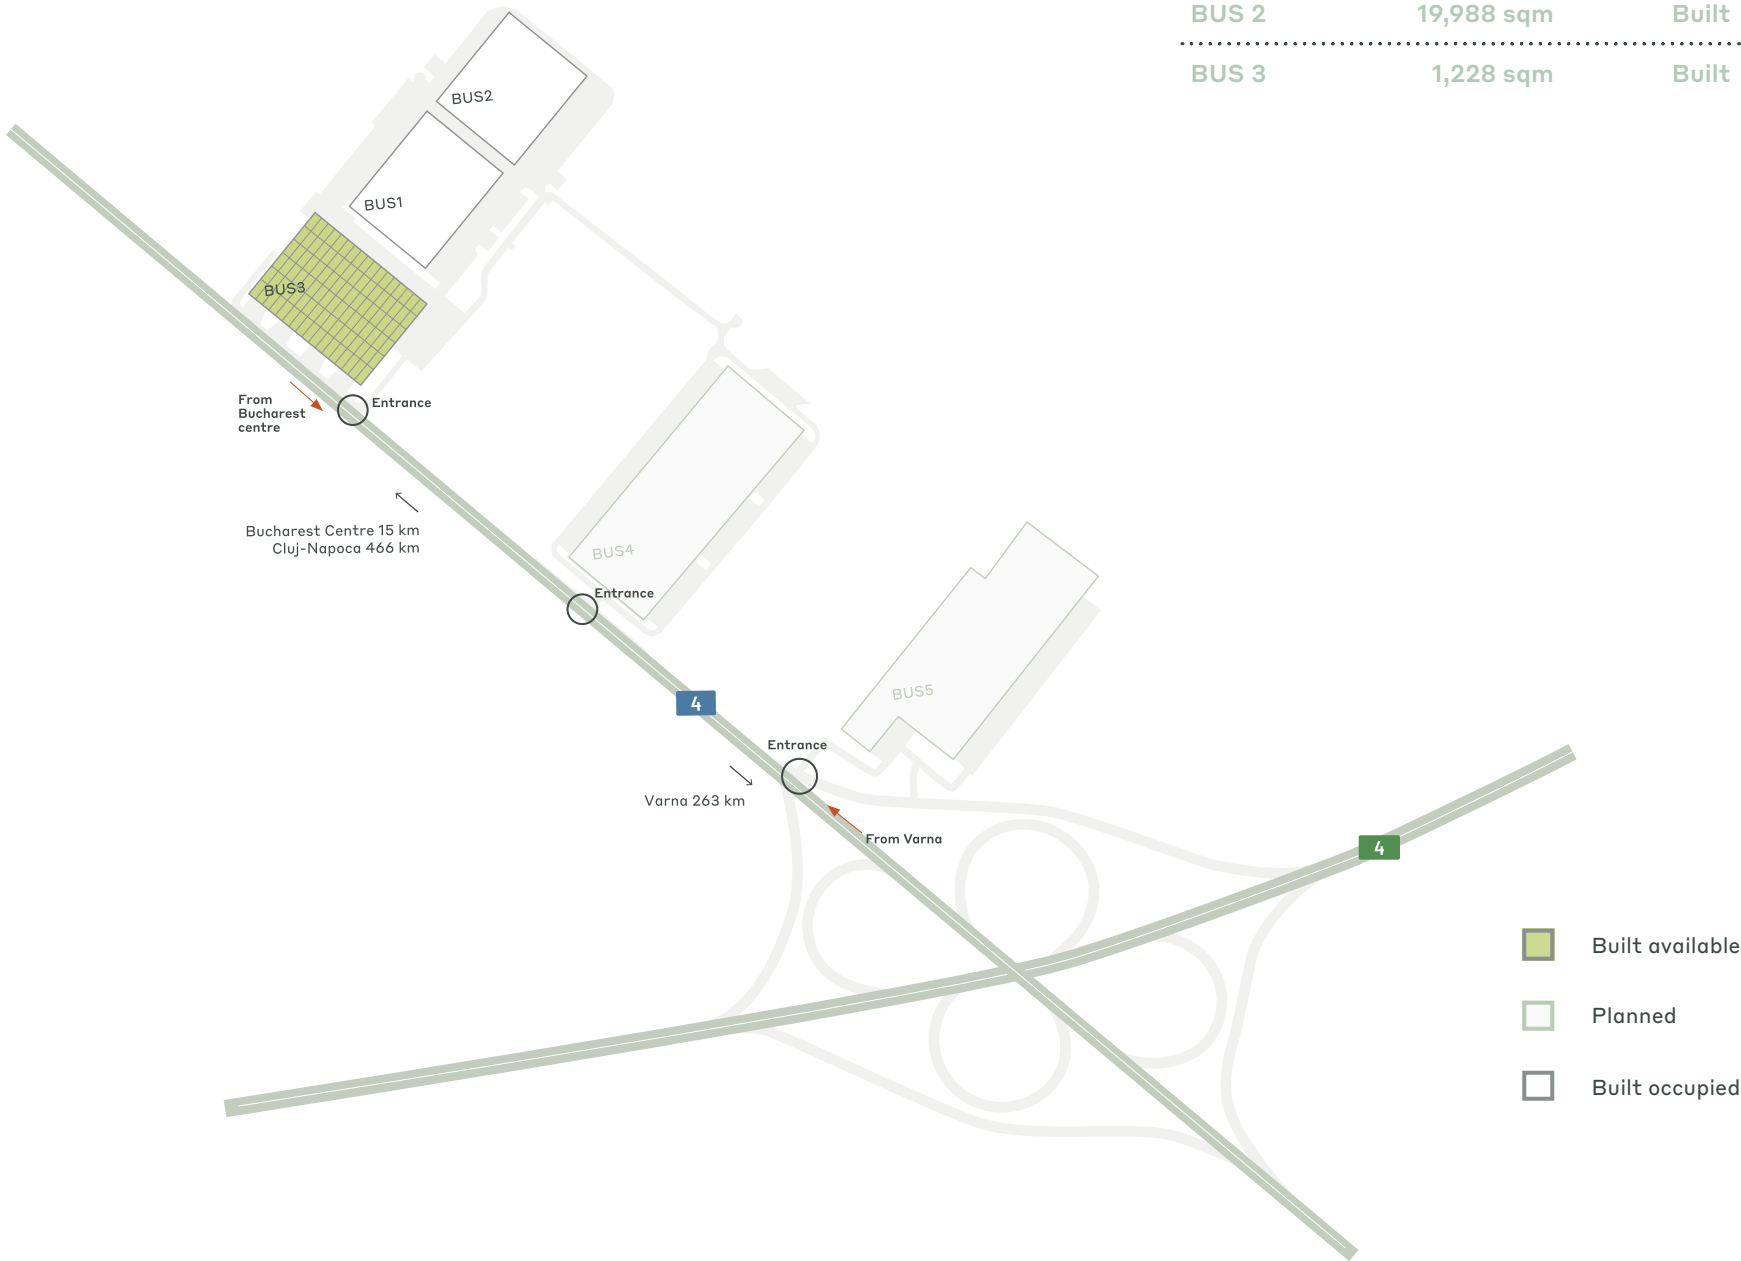 BUS 2 19,988 sqm Built
BUS 3 1,228 sqm Built
BUS2
BUS1
BUS3
From
Bucharest
centre
Entrance
Bucharest Centre 15 km
Cluj-Napoca 466 km
BUS4
Entrance
BUS5
4
Entrance
Varna 263 km
From Varna
4
Built available
Planned
Built occupied